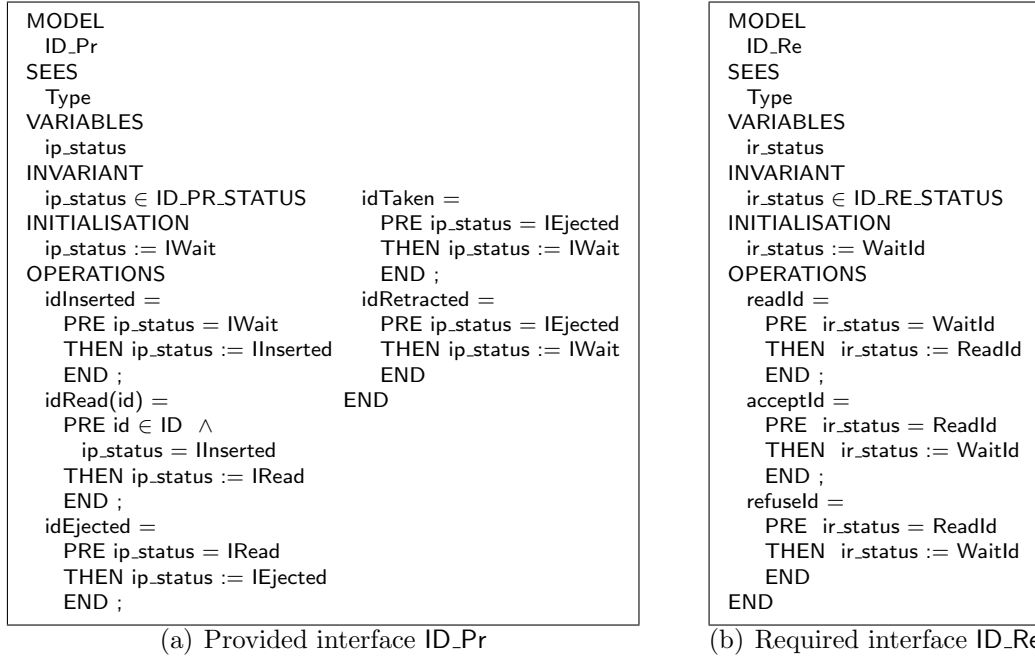 MODEL
ID_Pr
SEES
Type
VARIABLES
ip_status
INVARIANT
ip_status ∈ ID_PR_STATUS
INITIALISATION
ip_status := IWait
OPERATIONS
idInserted =
PRE ip_status = IWait
THEN ip_status := IInserted
END ;
idRead(id) =
PRE id ∈ ID ∧
ip_status = IInserted
THEN ip_status := IRead
END ;
idEjected =
PRE ip_status = IRead
THEN ip_status := IEjected
END ;
idTaken =
PRE ip_status = IEjected
THEN ip_status := IWait
END ;
idRetracted =
PRE ip_status = IEjected
THEN ip_status := IWait
END
END
(a) Provided interface ID_Pr
MODEL
ID_Re
SEES
Type
VARIABLES
ir_status
INVARIANT
ir_status ∈ ID_RE_STATUS
INITIALISATION
ir_status := WaitId
OPERATIONS
readId =
PRE ir_status = WaitId
THEN ir_status := ReadId
END ;
acceptId =
PRE ir_status = ReadId
THEN ir_status := WaitId
END ;
refuseId =
PRE ir_status = ReadId
THEN ir_status := WaitId
END
END
(b) Required interface ID_Re